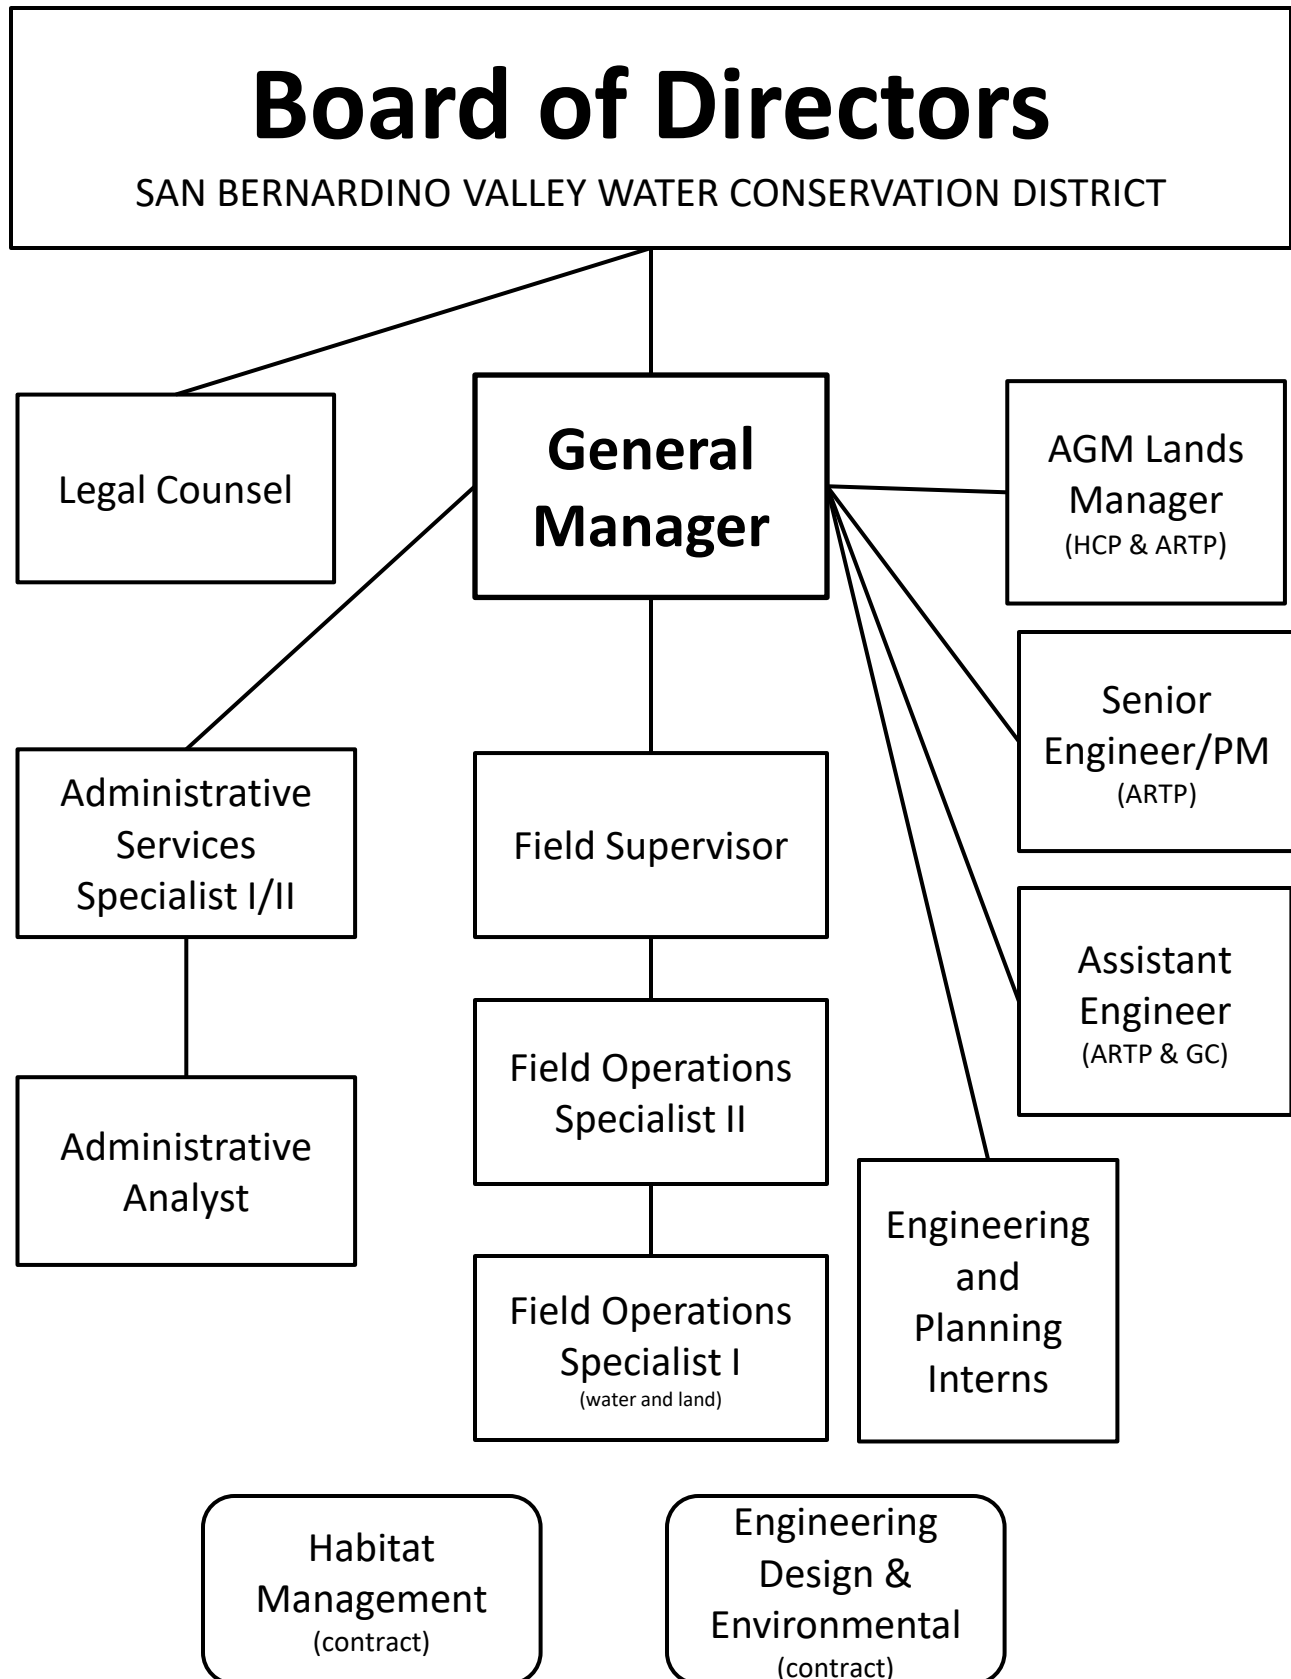 Board of Directors
SAN BERNARDINO VALLEY WATER CONSERVATION DISTRICT
Legal Counsel
General
Manager
AGM Lands
Manager
(HCP & ARTP)
Senior
Engineer/PM
(ARTP)
Administrative
Services
Specialist I/II
Field Supervisor
Assistant
Engineer
(ARTP & GC)
Field Operations
Specialist II
Administrative
Analyst
Engineering
and
Planning
Interns
Field Operations
Specialist I
(water and land)
Habitat
Management
(contract)
Engineering
Design &
Environmental
(contract)